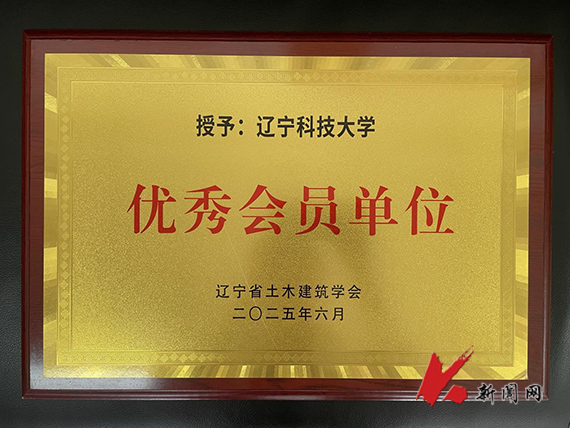 授予：辽宁科技大学
优秀会员单位
辽宁省土木建筑学会
二〇二五年六月
新闻网